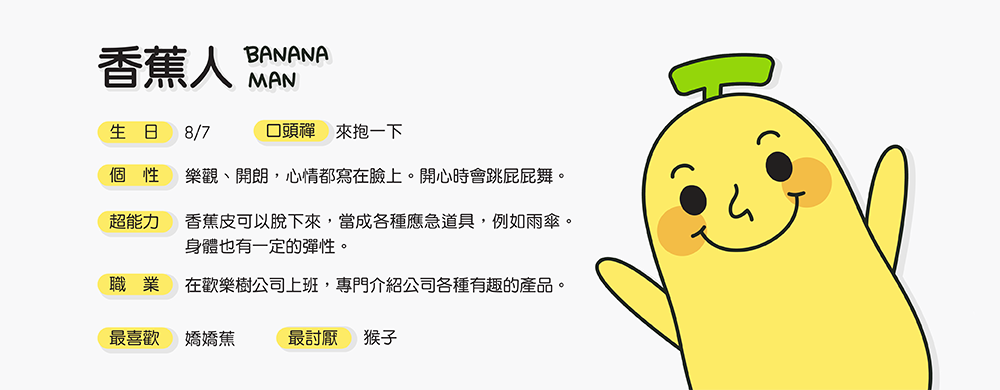 香蕉人 BANANA
MAN
生 日 8/7 口頭禪 來抱一下
個 性 樂觀、開朗，心情都寫在臉上。開心時會跳屁屁舞。
超能力 香蕉皮可以脫下來，當成各種應急道具，例如雨傘。
身體也有一定的彈性。
職 業 在歡樂樹公司上班，專門介紹公司各種有趣的產品。
最喜歡 嬌嬌蕉 最討厭 猴子